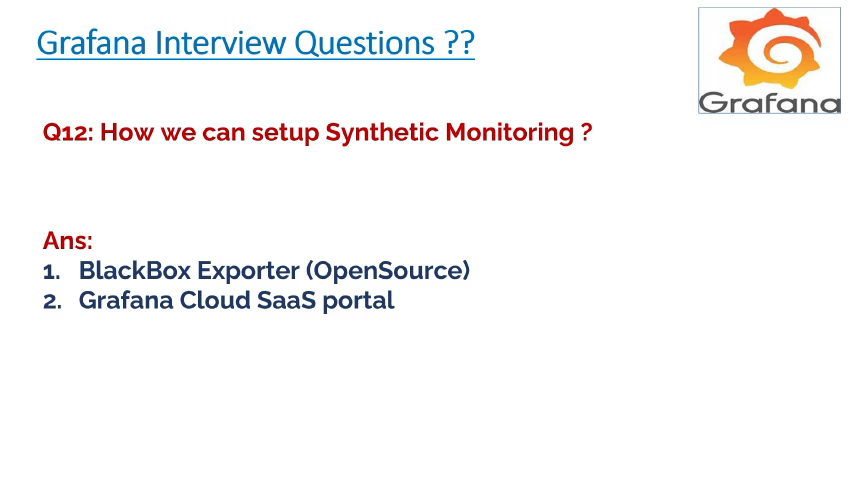 Grafana Interview Questions ??
Grafana
Q12: How we can setup Synthetic Monitoring ?
Ans:
1. BlackBox Exporter (OpenSource)
2. Grafana Cloud SaaS portal